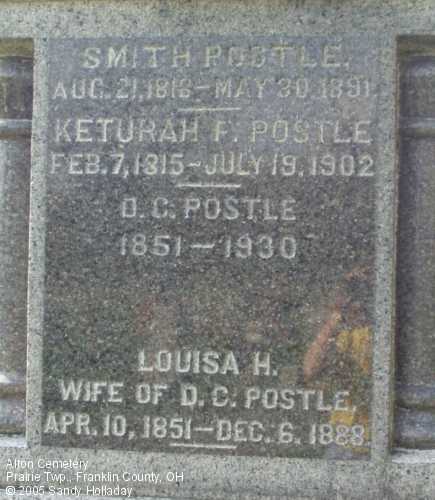 SMITH POSTLE.
AUG. 21, 1816-MAY 30, 1891
KETURAH F. POSTLE
FEB. 7, 1815-JULY 19, 1902
D. C. POSTLE
1851-1930
LOUISA H.
WIFE OF D. C. POSTLE,
APR. 10, 1851-DEC. 6, 1888.
Alton Cemetery
Prairie Twp., Franklin County, OH
© 2005 Sandy Holladay